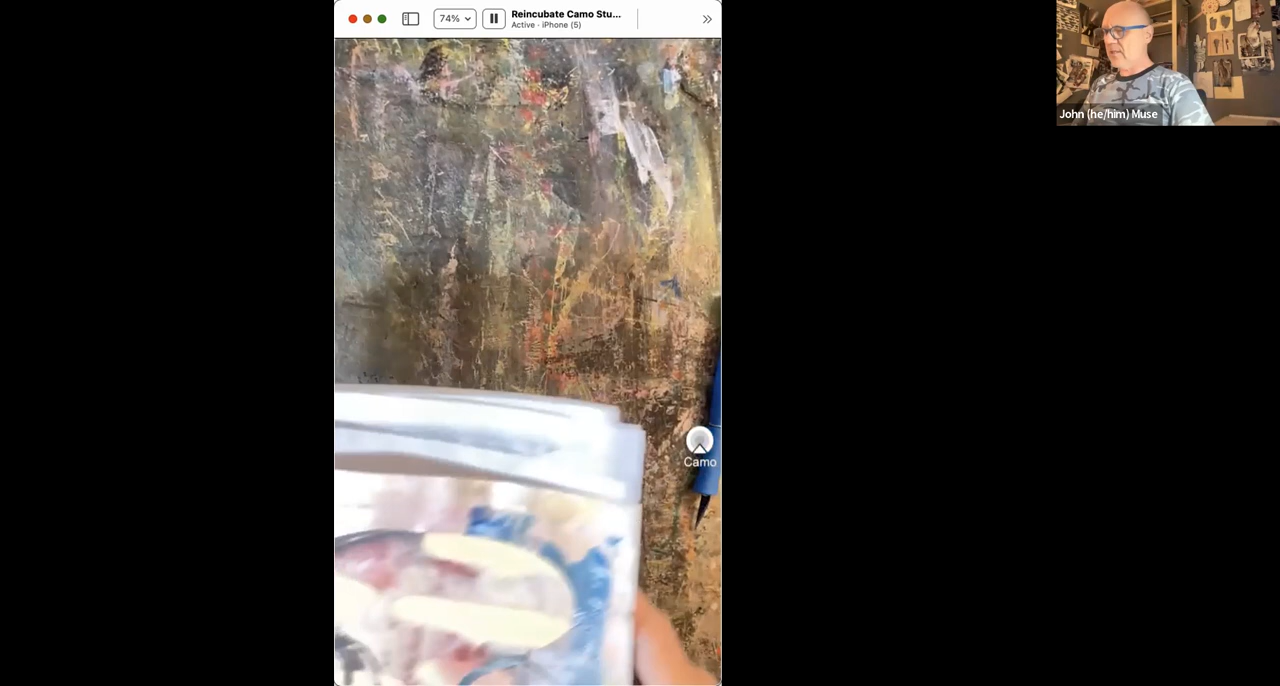 74%
Reincubate Camo Stu...
Active · iPhone (5)
Camo
John (he/him) Muse